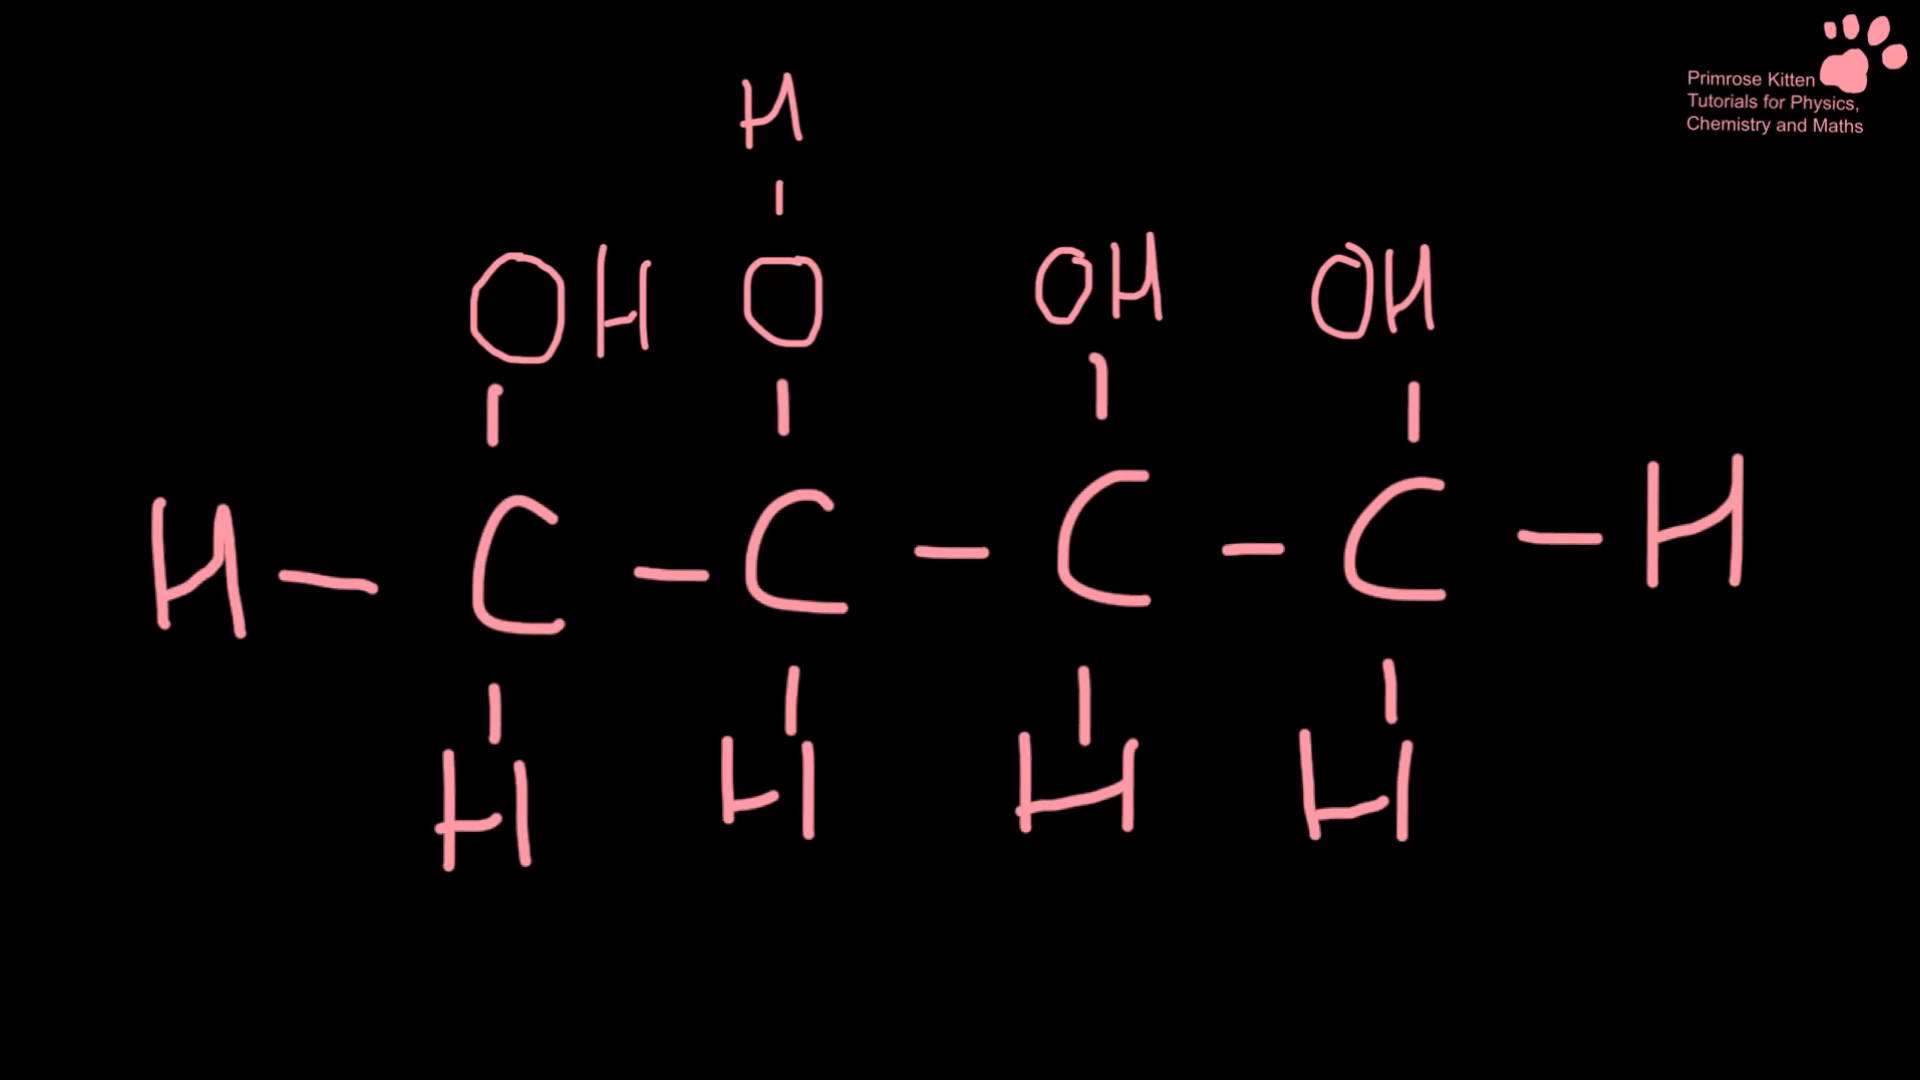 Primrose Kitten
Tutorials for Physics,
Chemistry and Maths
H
OH O OH OH
H C C C C H
H H H H